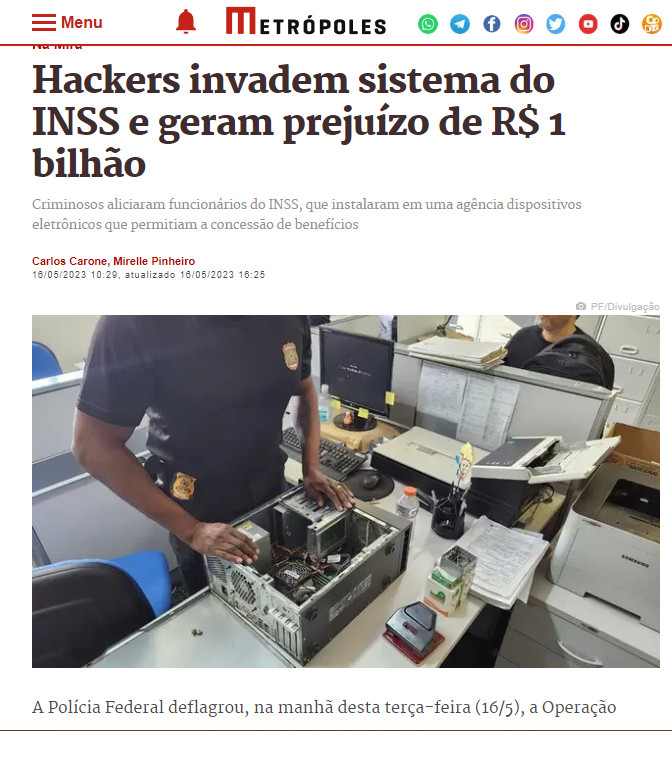 Menu
METRÓPOLES
Na Mira
Hackers invadem sistema do
INSS e geram prejuízo de R$ 1
bilhão
Criminosos aliciaram funcionários do INSS, que instalaram em uma agência dispositivos
eletrônicos que permitiam a concessão de benefícios
Carlos Carone, Mirelle Pinheiro
16/05/2023 10:29, atualizado 16/05/2023 16:25
PF/Divulgação
SAMSUNG
A Polícia Federal deflagrou, na manhã desta terça-feira (16/5), a Operação